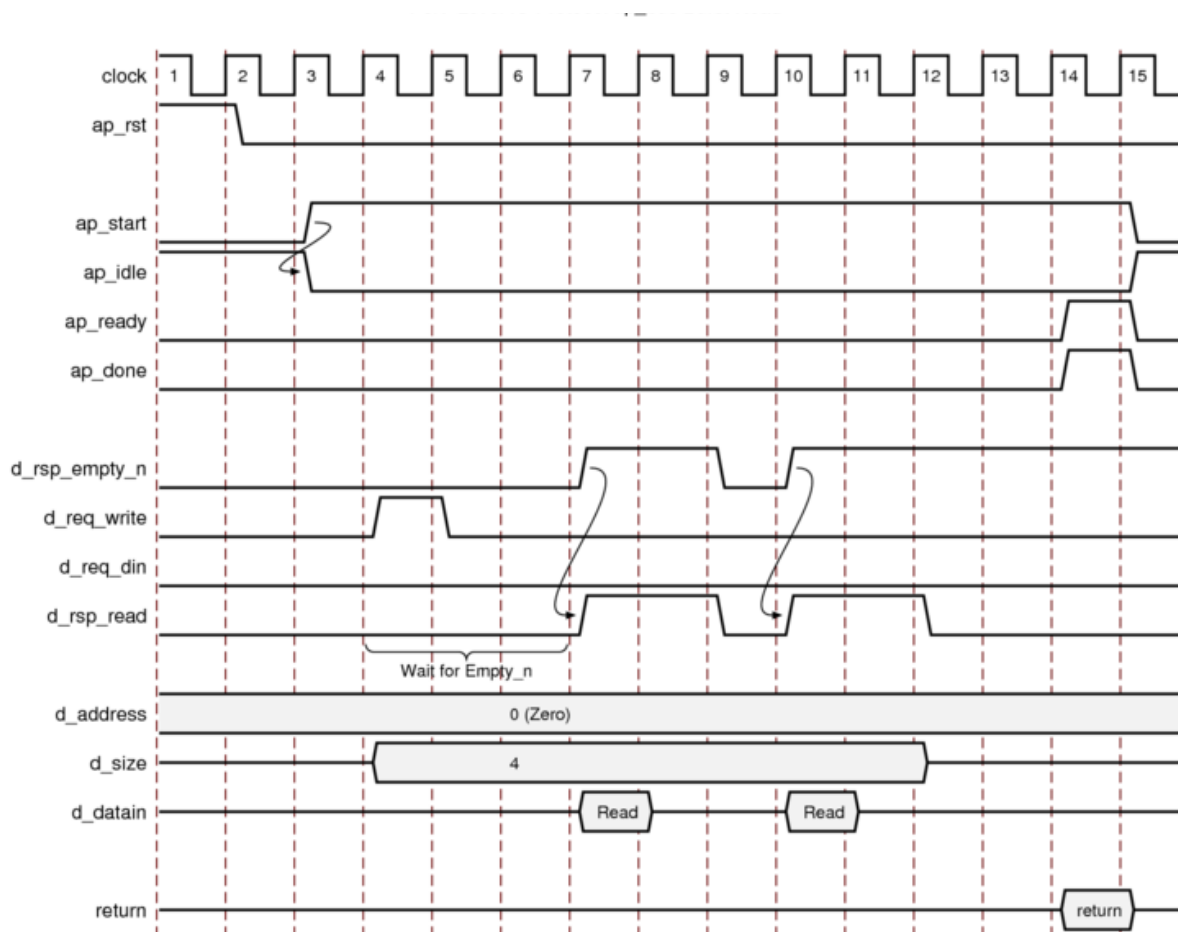 clock 1 2 3 4 5 6 7 8 9 10 11 12 13 14 15
ap_rst
ap_start
ap_idle
ap_ready
ap_done
d_rsp_empty_n
d_req_write
d_req_din
d_rsp_read
Wait for Empty_n
d_address 0 (Zero)
d_size 4
d_datain Read Read
return return